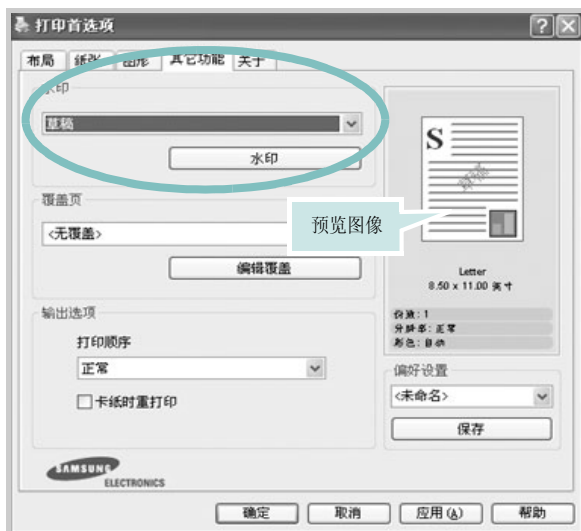 打印首选项
布局 纸张 图形 其它功能 关于
水印
草稿
水印
覆盖页
<无覆盖>
编辑覆盖
输出选项
打印顺序
正常
卡纸时重打印
S
草稿
预览图像
Letter
8.50 x 11.00 英寸
份数:1
分辨率:正常
彩色:自动
偏好设置
<未命名>
保存
SAMSUNG
ELECTRONICS
确定 取消 应用(A) 帮助